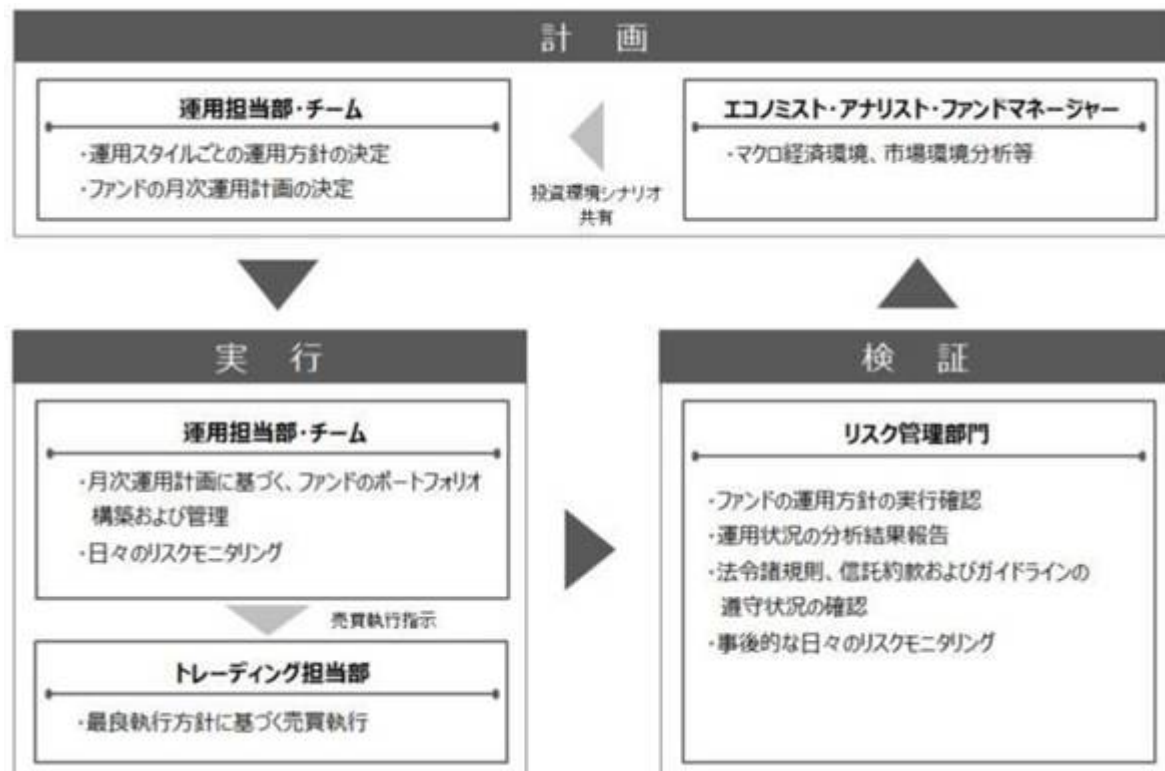 計 画
運用担当部・チーム
・運用スタイルごとの運用方針の決定
・ファンドの月次運用計画の決定
投資環境シナリオ
共有
エコノミスト・アナリスト・ファンドマネージャー
・マクロ経済環境、市場環境分析等
実 行
運用担当部・チーム
・月次運用計画に基づく、ファンドのポートフォリオ
構築および管理
・日々のリスクモニタリング
売買執行指示
トレーディング担当部
・最良執行方針に基づく売買執行
検 証
リスク管理部門
・ファンドの運用方針の実行確認
・運用状況の分析結果報告
・法令諸規則、信託約款およびガイドラインの
遵守状況の確認
・事後的な日々のリスクモニタリング